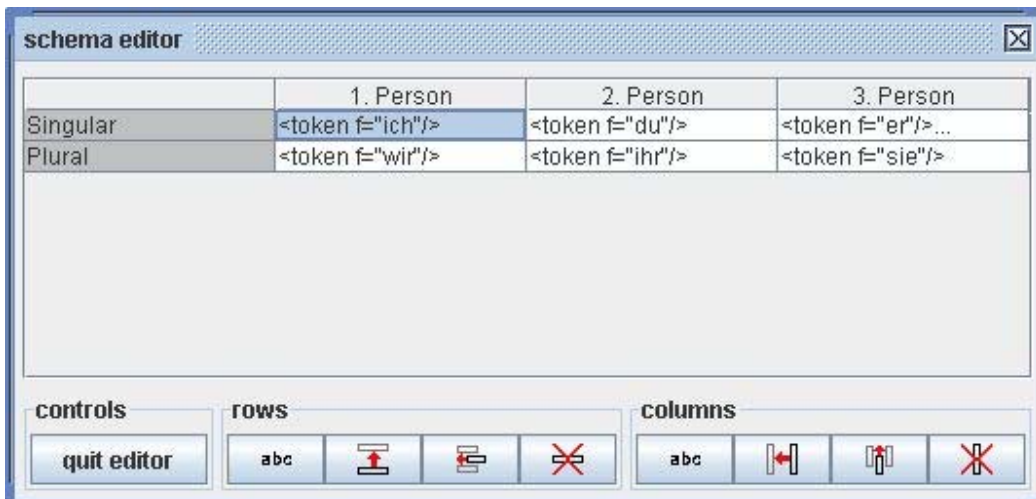 schema editor
1. Person 2. Person 3. Person
Singular <token f="ich"/> <token f="du"/> <token f="er"/>...
Plural <token f="wir"/> <token f="ihr"/> <token f="sie"/>
controls rows columns
quit editor abc abc